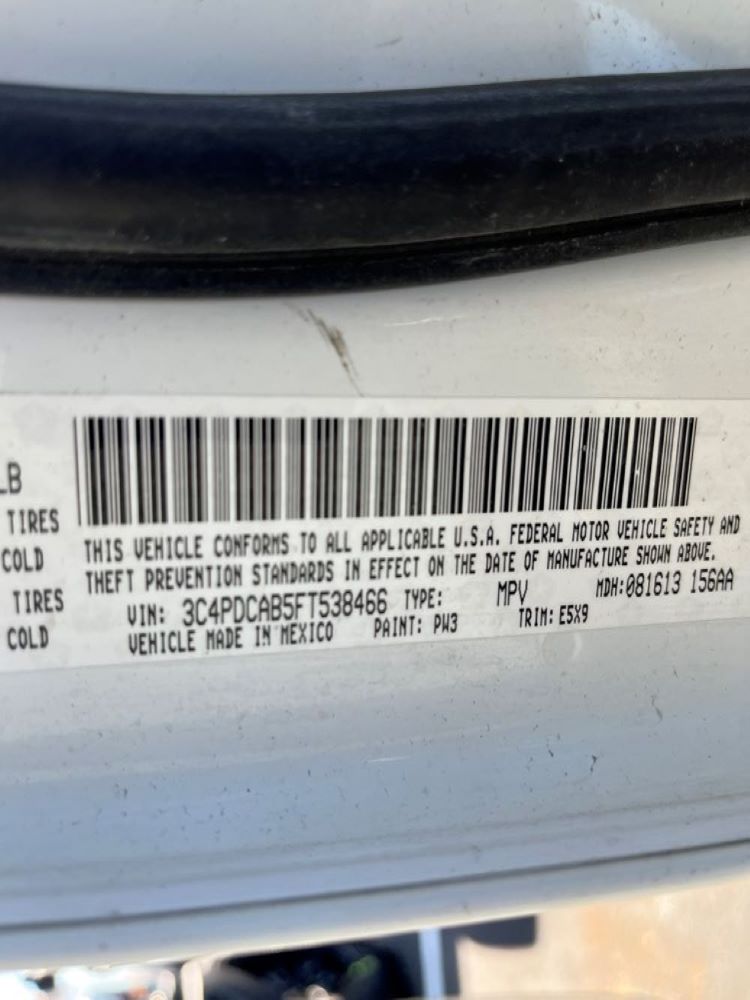 LB
TIRES
COLD
TIRES
COLD
THIS VEHICLE CONFORMS TO ALL APPLICABLE U.S.A. FEDERAL MOTOR VEHICLE SAFETY AND
THEFT PREVENTION STANDARDS IN EFFECT ON THE DATE OF MANUFACTURE SHOWN ABOVE.
VIN: 3C4PDCAB5FT538466 TYPE: MPV MDH:081613 156AA
VEHICLE MADE IN MEXICO PAINT: PW3 TRIM: E5X9